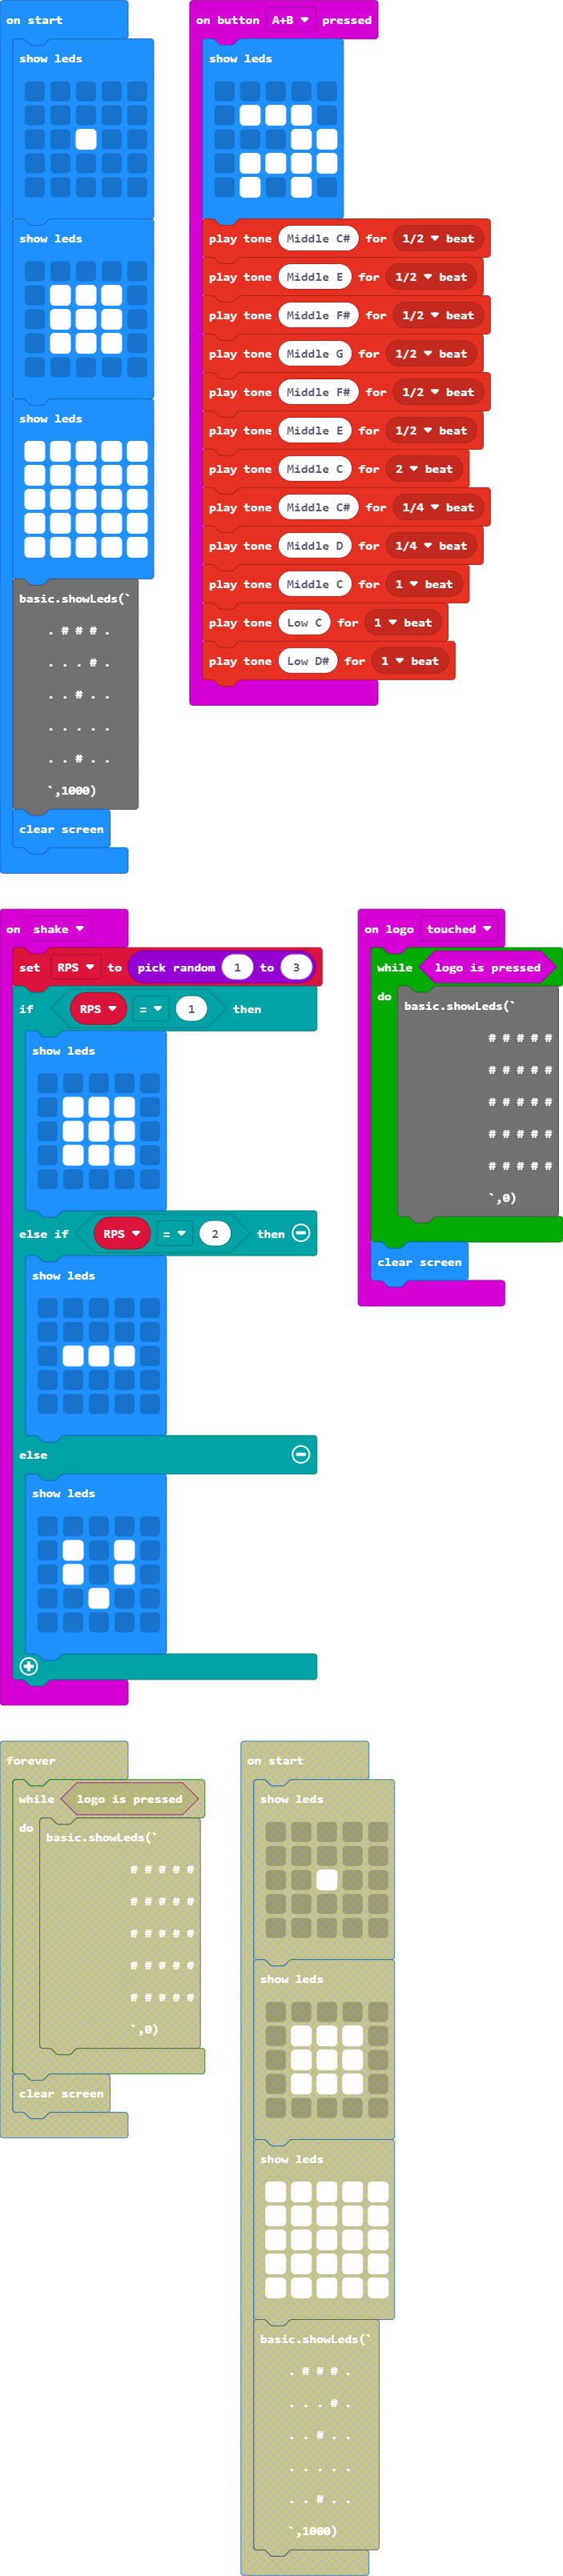 on start
show leds
show leds
show leds
basic.showLeds(`
. # # # .
. . . # .
. . # . .
. . . . .
. . # . .
`,1000)
clear screen
on button A+B pressed
show leds
play tone Middle C# for 1/2 beat
play tone Middle E for 1/2 beat
play tone Middle F# for 1/2 beat
play tone Middle G for 1/2 beat
play tone Middle F# for 1/2 beat
play tone Middle E for 1/2 beat
play tone Middle C for 2 beat
play tone Middle C# for 1/4 beat
play tone Middle D for 1/4 beat
play tone Middle C for 1 beat
play tone Low C for 1 beat
play tone Low D# for 1 beat
on shake
set RPS to pick random 1 to 3
if RPS = 1 then
show leds
else if RPS = 2 then
show leds
else
show leds
on logo touched
while logo is pressed
do
basic.showLeds(`
# # # # #
# # # # #
# # # # #
# # # # #
# # # # #
`,0)
clear screen
forever
while logo is pressed
do
basic.showLeds(`
# # # # #
# # # # #
# # # # #
# # # # #
# # # # #
`,0)
clear screen
on start
show leds
show leds
show leds
basic.showLeds(`
. # # # .
. . . # .
. . # . .
. . . . .
. . # . .
`,1000)